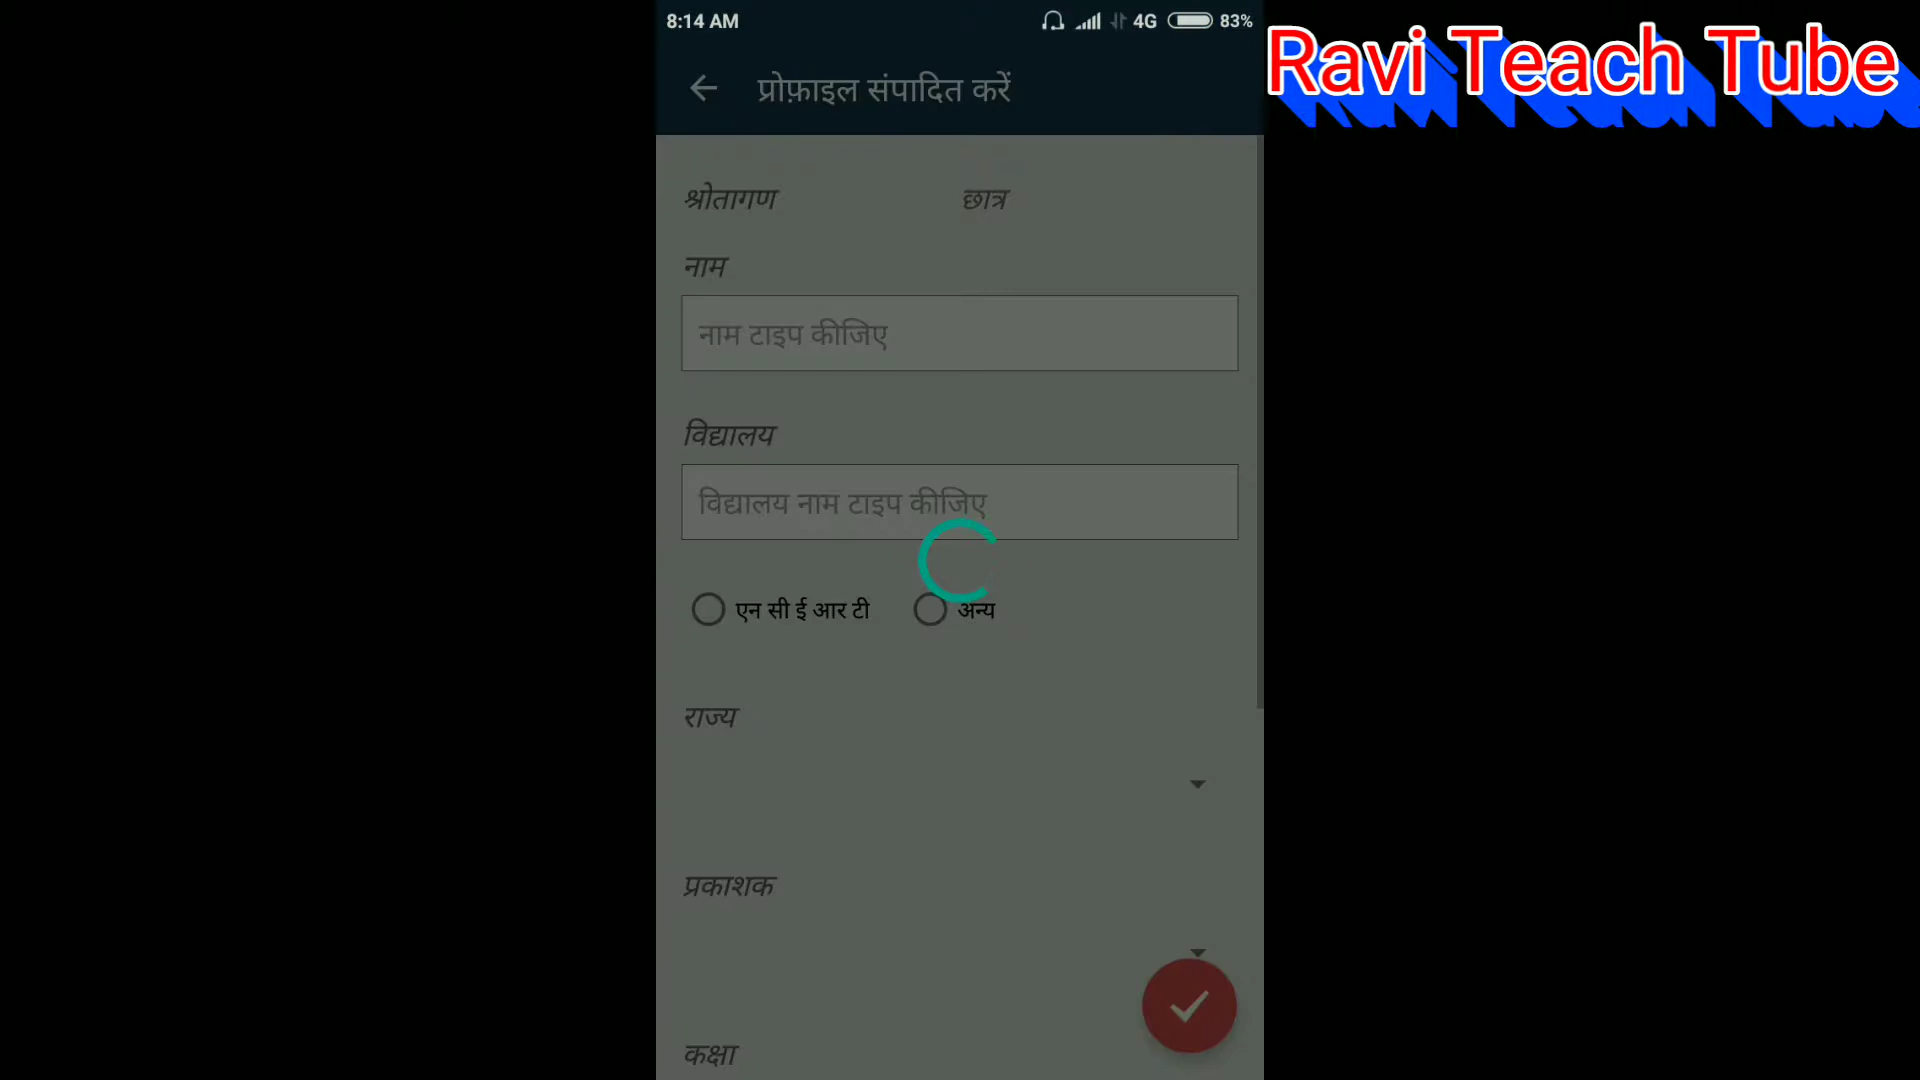 8:14 AM 4G 83%
Ravi Teach Tube
प्रोफ़ाइल संपादित करें
श्रोतागण छात्र
नाम
नाम टाइप कीजिए
विद्यालय
विद्यालय नाम टाइप कीजिए
एन सी ई आर टी अन्य
राज्य
प्रकाशक
कक्षा